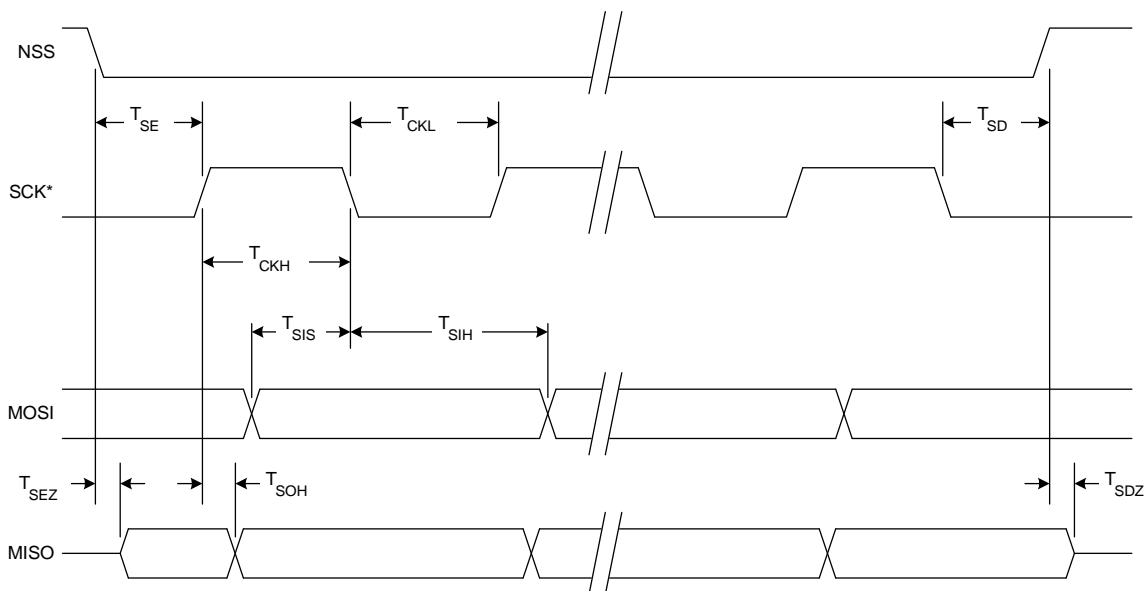 NSS
T_SE
T_CKL
T_SD
SCK*
T_CKH
T_SIS
T_SIH
MOSI
T_SEZ
T_SOH
T_SDZ
MISO